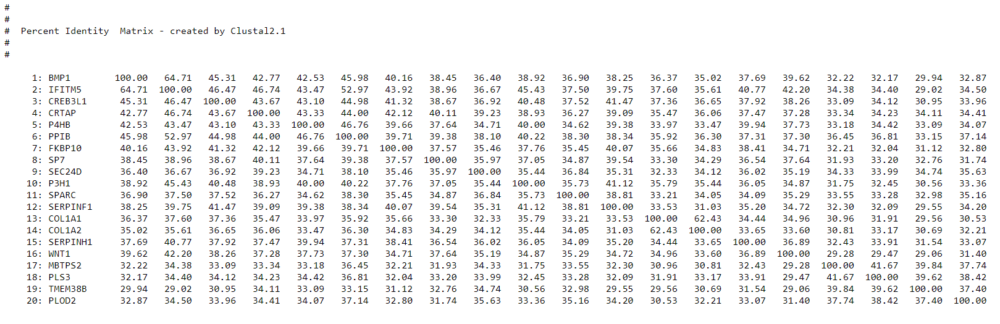 #
#
#  Percent Identity  Matrix - created by Clustal2.1
#
#
1: BMP1 100.00 64.71 45.31 42.77 42.53 45.98 40.16 38.45 36.40 38.92 36.90 38.25 36.37 35.02 37.69 39.62 32.22 32.17 29.94 32.87
2: IFITM5 64.71 100.00 46.47 46.74 43.47 52.97 43.92 38.96 36.67 45.43 37.50 39.75 37.60 35.61 40.77 42.20 34.38 34.40 29.02 34.50
3: CREB3L1 45.31 46.47 100.00 43.67 43.10 44.98 41.32 38.67 36.92 40.48 37.52 41.47 37.36 36.65 37.92 38.26 33.09 34.12 30.95 33.96
4: CRTAP 42.77 46.74 43.67 100.00 43.33 44.00 42.12 40.11 39.23 38.93 36.27 39.09 35.47 36.06 37.47 37.28 33.34 34.23 34.11 34.41
5: P4HB 42.53 43.47 43.10 43.33 100.00 46.76 39.66 37.64 34.71 40.00 34.62 39.38 33.97 33.47 39.94 37.73 33.18 34.42 33.09 34.07
6: PPIB 45.98 52.97 44.98 44.00 46.76 100.00 39.71 39.38 38.10 40.22 38.30 38.34 35.92 36.30 37.31 37.30 36.45 36.81 33.15 37.14
7: FKBP10 40.16 43.92 41.32 42.12 39.66 39.71 100.00 37.57 35.46 37.76 35.45 40.07 35.66 34.83 38.41 34.71 32.21 32.04 31.12 32.80
8: SP7 38.45 38.96 38.67 40.11 37.64 39.38 37.57 100.00 35.97 37.05 34.87 39.54 33.30 34.29 36.54 37.64 31.93 33.20 32.76 31.74
9: SEC24D 36.40 36.67 36.92 39.23 34.71 38.10 35.46 35.97 100.00 35.44 36.84 35.31 32.33 34.12 36.02 35.19 34.33 33.99 34.74 35.63
10: P3H1 38.92 45.43 40.48 38.93 40.00 40.22 37.76 37.05 35.44 100.00 35.73 41.12 35.79 35.44 36.05 34.87 31.75 32.45 30.56 33.36
11: SPARC 36.90 37.50 37.52 36.27 34.62 38.30 35.45 34.87 36.84 35.73 100.00 38.81 33.21 34.05 34.09 35.29 33.55 33.28 32.98 35.16
12: SERPINF1 38.25 39.75 41.47 39.09 39.38 38.34 40.07 39.54 35.31 41.12 38.81 100.00 33.53 31.03 35.20 34.72 32.30 32.09 29.55 34.20
13: COL1A1 36.37 37.60 37.36 35.47 33.97 35.92 35.66 33.30 32.33 35.79 33.21 33.53 100.00 62.43 34.44 34.96 30.96 31.91 29.56 30.53
14: COL1A2 35.02 35.61 36.65 36.06 33.47 36.30 34.83 34.29 34.12 35.44 34.05 31.03 62.43 100.00 33.65 33.60 30.81 33.17 30.69 32.21
15: SERPINH1 37.69 40.77 37.92 37.47 39.94 37.31 38.41 36.54 36.02 36.05 34.09 35.20 34.44 33.65 100.00 36.89 32.43 33.91 31.54 33.07
16: WNT1 39.62 42.20 38.26 37.28 37.73 37.30 34.71 37.64 35.19 34.87 35.29 34.72 34.96 33.60 36.89 100.00 29.28 29.47 29.06 31.40
17: MBTPS2 32.22 34.38 33.09 33.34 33.18 36.45 32.21 31.93 34.33 31.75 33.55 32.30 30.96 30.81 32.43 29.28 100.00 41.67 39.84 37.74
18: PLS3 32.17 34.40 34.12 34.23 34.42 36.81 32.04 33.20 33.99 32.45 33.28 32.09 31.91 33.17 33.91 29.47 41.67 100.00 39.62 38.42
19: TMEM38B 29.94 29.02 30.95 34.11 33.09 33.15 31.12 32.76 34.74 30.56 32.98 29.55 29.56 30.69 31.54 29.06 39.84 39.62 100.00 37.40
20: PLOD2 32.87 34.50 33.96 34.41 34.07 37.14 32.80 31.74 35.63 33.36 35.16 34.20 30.53 32.21 33.07 31.40 37.74 38.42 37.40 100.00